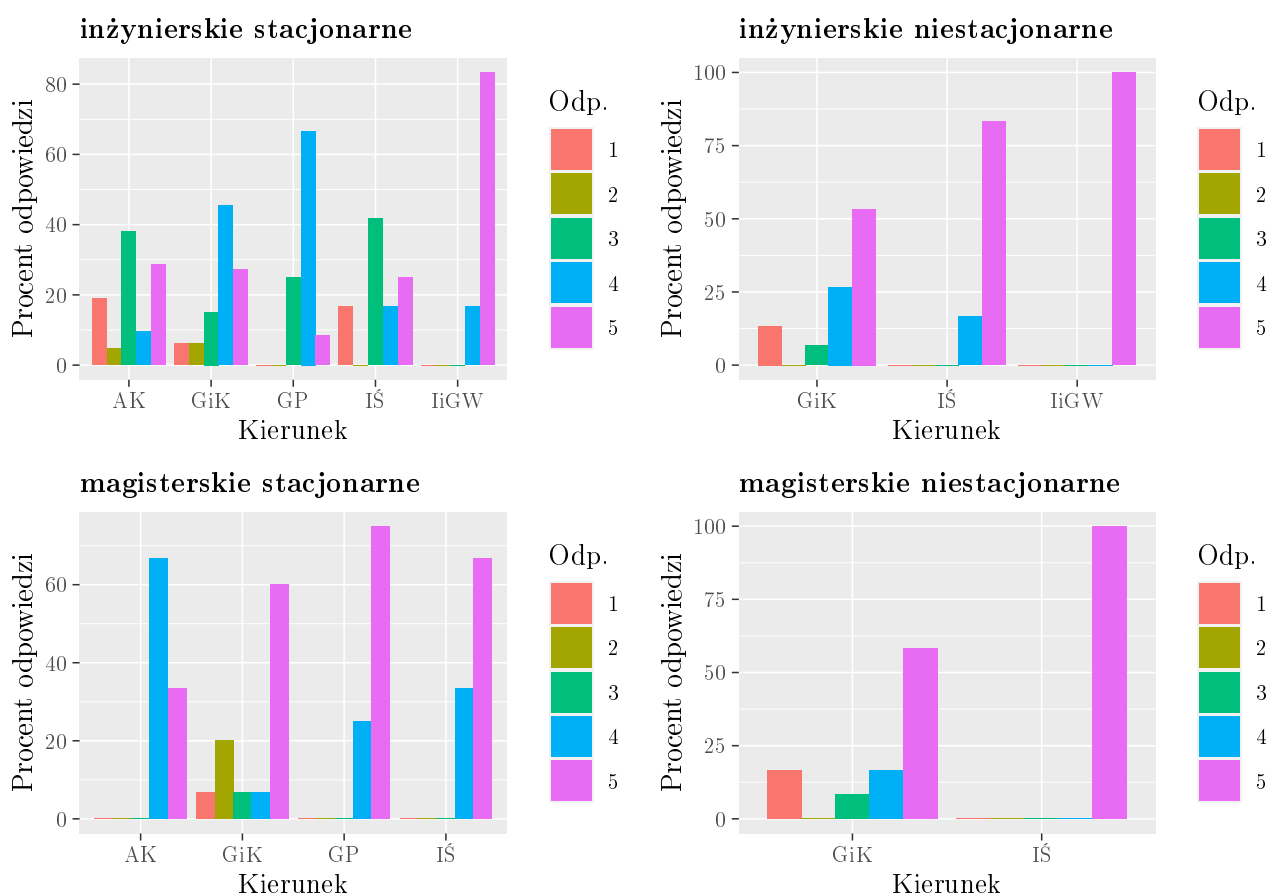 inżynierskie stacjonarne
Procent odpowiedzi
80
60
40
20
0
AK GiK GP IŚ IiGW
Kierunek
Odp.
1
2
3
4
5
inżynierskie niestacjonarne
Procent odpowiedzi
100
75
50
25
0
GiK IŚ IiGW
Kierunek
Odp.
1
2
3
4
5
magisterskie stacjonarne
Procent odpowiedzi
60
40
20
0
AK GiK GP IŚ
Kierunek
Odp.
1
2
3
4
5
magisterskie niestacjonarne
Procent odpowiedzi
100
75
50
25
0
GiK IŚ
Kierunek
Odp.
1
2
3
4
5